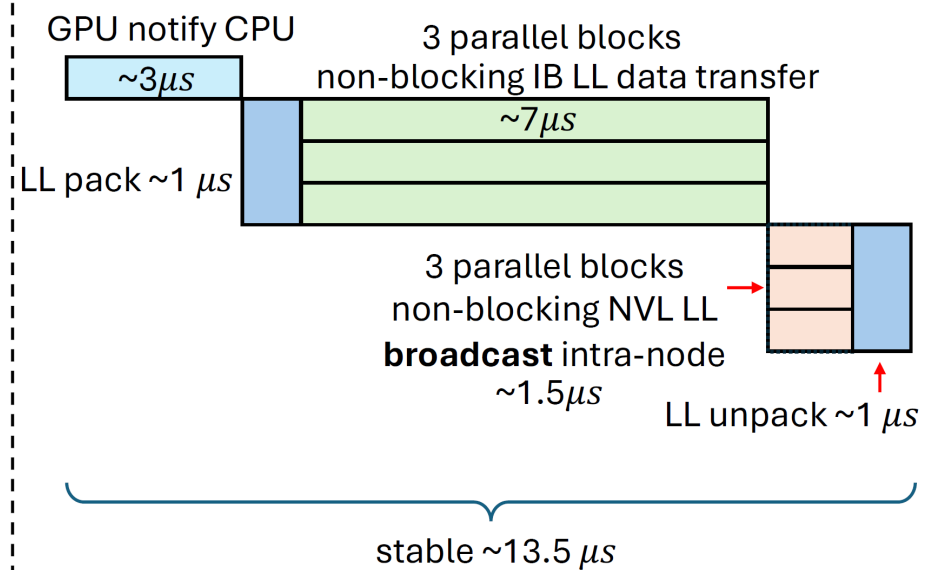 GPU notify CPU
~3μs
3 parallel blocks
non-blocking IB LL data transfer
~7μs
LL pack ~1 μs
3 parallel blocks
non-blocking NVL LL
broadcast intra-node
~1.5μs
LL unpack ~1 μs
stable ~13.5 μs